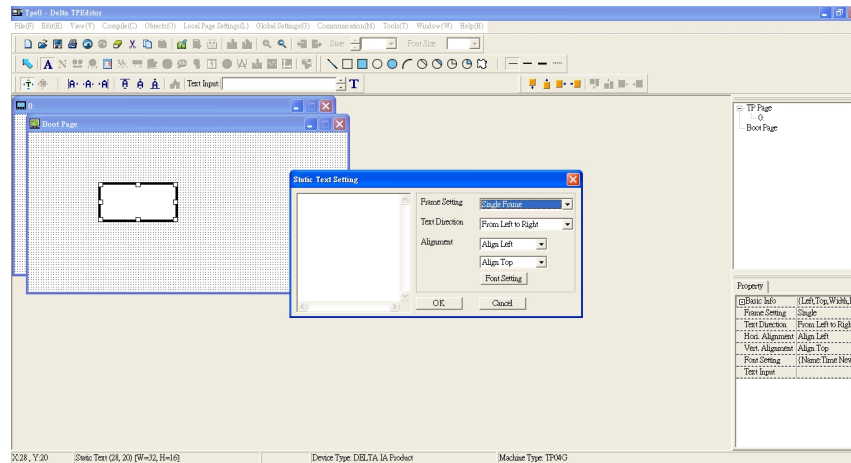 Tpe0 - Delta TPEditor
File(F) Edit(E) View(V) Compile(C) Objects(O) Local Page Settings(L) Global Settings(G) Communication(M) Tools(T) Window(W) Help(H)
Size Font Size
Text Input T
0:
Boot Page
Static Text Setting
Frame Setting Single Frame
Text Direction From Left to Right
Alignment Align Left
Align Top
Font Setting
OK Cancel
TP Page
0:
Boot Page
Property
Basic Info {Left,Top,Width,
Frame Setting Single
Text Direction From Left to Righ
Hori. Alignment Align Left
Vert. Alignment Align Top
Font Setting {Name:Time New
Text Input
X:28 , Y:20 Static Text (28, 20) [W=32, H=16] Device Type: DELTA IA Product Machine Type: TP04G